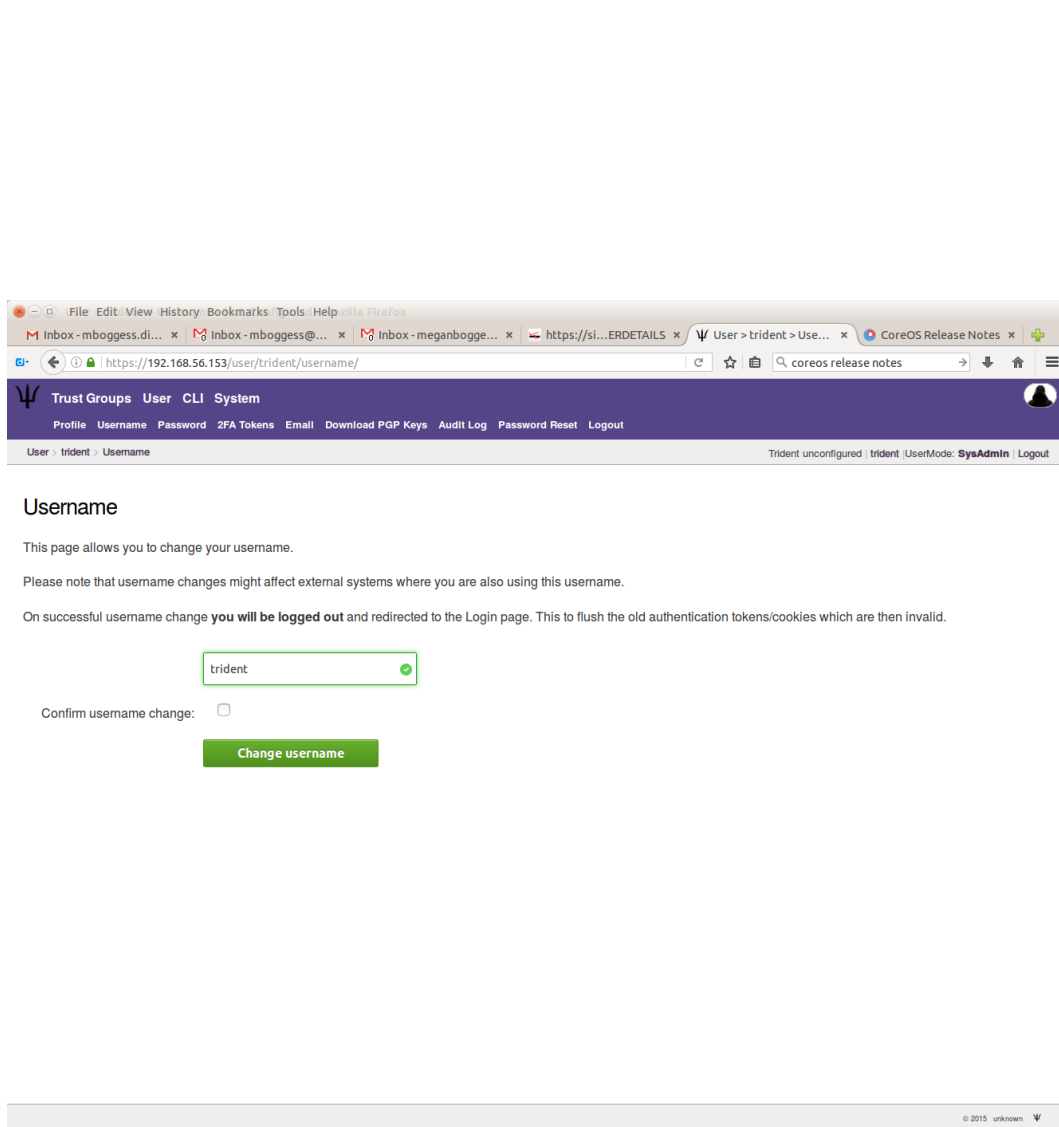 File Edit View History Bookmarks Tools Help
Inbox - mboggess.di... × Inbox - mboggess@... × Inbox - meganbogge... × https://si...ERDETAILS × User > trident > Use... × CoreOS Release Notes ×
https://192.168.56.153/user/trident/username/ coreos release notes
Trust Groups User CLI System
Profile Username Password 2FA Tokens Email Download PGP Keys Audit Log Password Reset Logout
User > trident > Username Trident unconfigured | trident |UserMode: SysAdmin | Logout
Username
This page allows you to change your username.
Please note that username changes might affect external systems where you are also using this username.
On successful username change you will be logged out and redirected to the Login page. This to flush the old authentication tokens/cookies which are then invalid.
trident
Confirm username change:
Change username
© 2015 unknown